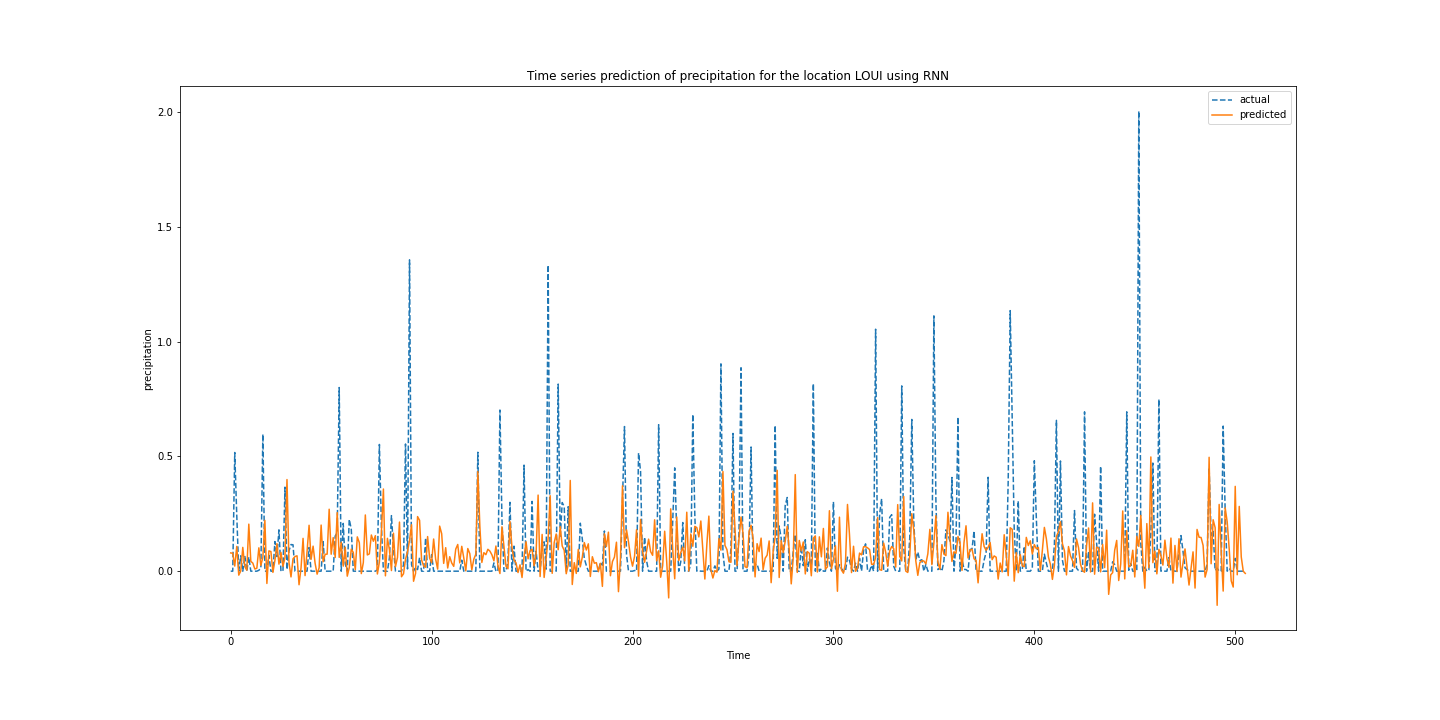 Time series prediction of precipitation for the location LOUI using RNN
actual
predicted
2.0
1.5
1.0
0.5
0.0
precipitation
0 100 200 300 400 500
Time